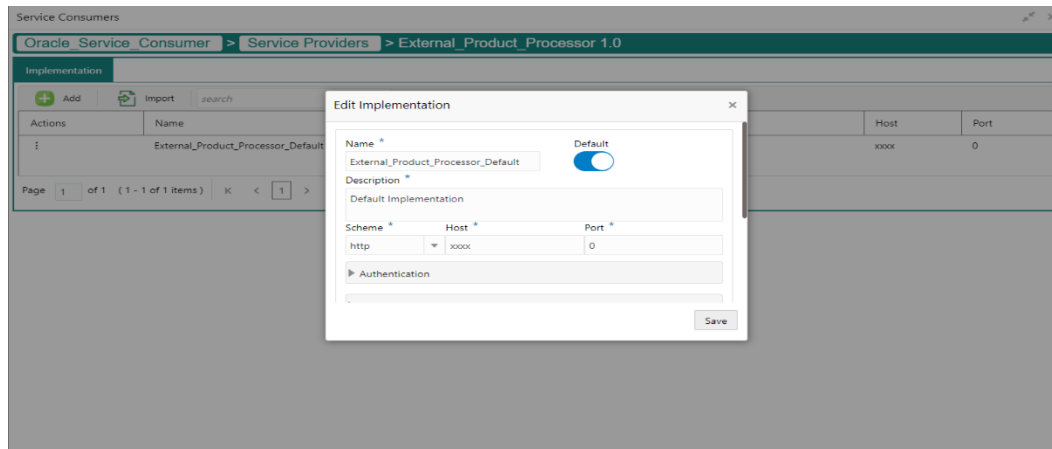 Service Consumers
Oracle_Service_Consumer > Service Providers > External_Product_Processor 1.0
Implementation
Add Import search
Actions Name Host Port
External_Product_Processor_Default xxxx 0
Page 1 of 1 (1 - 1 of 1 items) K < 1 >
Edit Implementation ×
Name * Default
External_Product_Processor_Default
Description *
Default Implementation
Scheme * Host * Port *
http xxxx 0
Authentication
Save